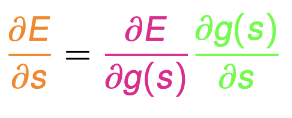 ∂E/∂s = ∂E/∂g(s) ∂g(s)/∂s